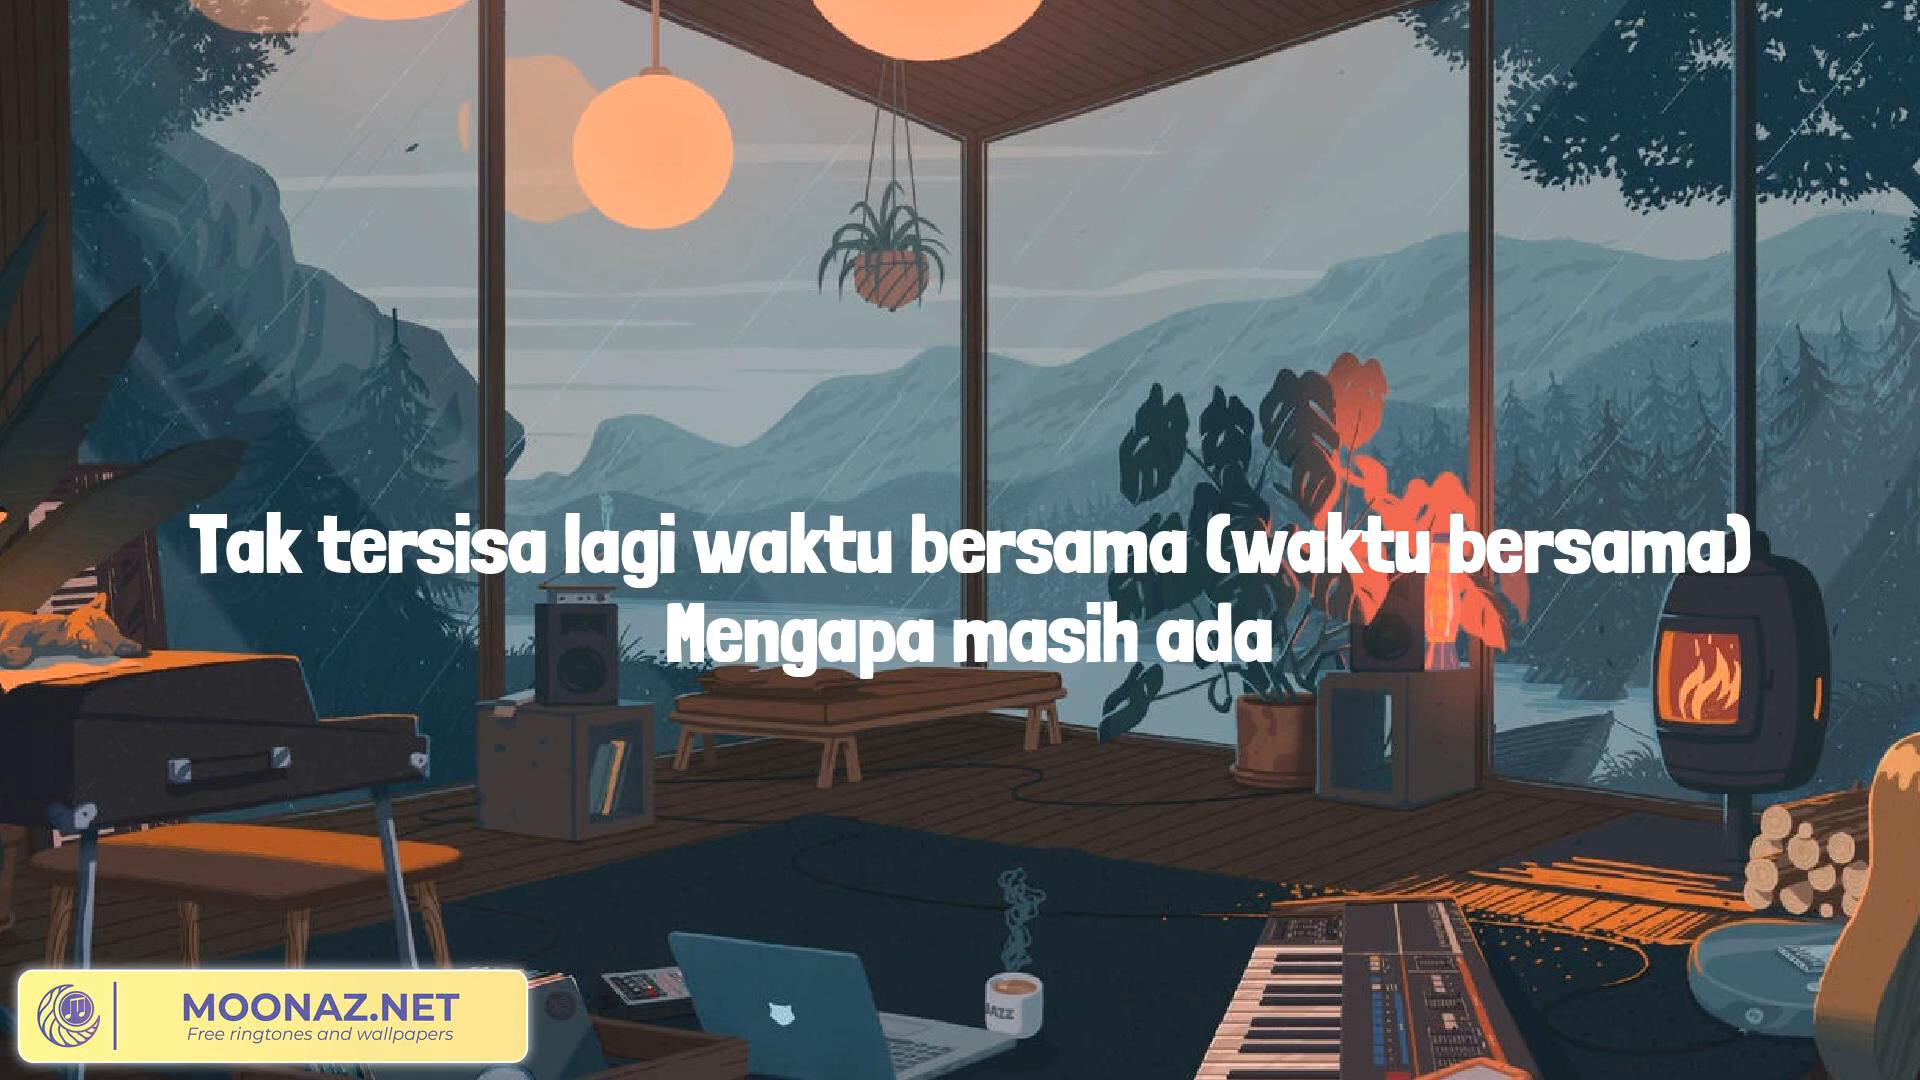 Tak tersisa lagi waktu bersama (waktu bersama)
Mengapa masih ada
JAZZ
MOONAZ.NET
Free ringtones and wallpapers